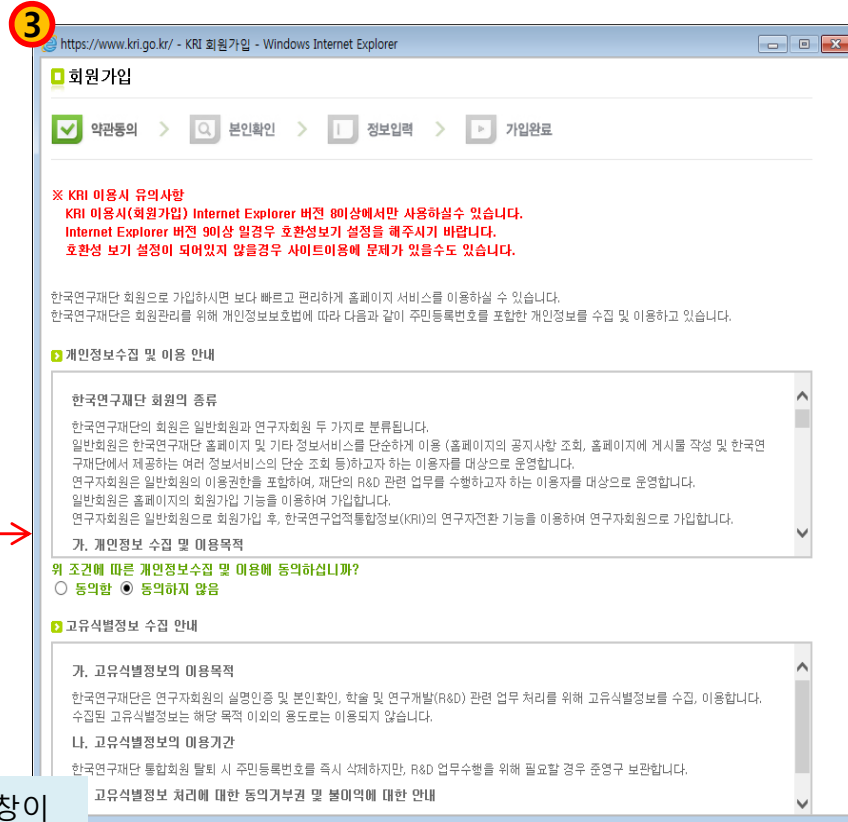 3
https://www.kri.go.kr/ - KRI 회원가입 - Windows Internet Explorer
회원가입
약관동의 > 본인확인 > 정보입력 > 가입완료
※ KRI 이용시 유의사항
KRI 이용시(회원가입) Internet Explorer 버전 8이상에서만 사용하실수 있습니다.
Internet Explorer 버전 9이상 일경우 호환성보기 설정을 해주시기 바랍니다.
호환성 보기 설정이 되어있지 않을경우 사이트이용에 문제가 있을수도 있습니다.
한국연구재단 회원으로 가입하시면 보다 빠르고 편리하게 홈페이지 서비스를 이용하실 수 있습니다.
한국연구재단은 회원관리를 위해 개인정보보호법에 따라 다음과 같이 주민등록번호를 포함한 개인정보를 수집 및 이용하고 있습니다.
개인정보수집 및 이용 안내
한국연구재단 회원의 종류
한국연구재단의 회원은 일반회원과 연구자회원 두 가지로 분류됩니다.
일반회원은 한국연구재단 홈페이지 및 기타 정보서비스를 단순하게 이용 (홈페이지의 공지사항 조회, 홈페이지에 게시물 작성 및 한국연
구재단에서 제공하는 여러 정보서비스의 단순 조회 등)하고자 하는 이용자를 대상으로 운영합니다.
연구자회원은 일반회원의 이용권한을 포함하여, 재단의 R&D 관련 업무를 수행하고자 하는 이용자를 대상으로 운영합니다.
일반회원은 홈페이지의 회원가입 기능을 이용하여 가입합니다.
연구자회원은 일반회원으로 회원가입 후, 한국연구업적통합정보(KRI)의 연구자전환 기능을 이용하여 연구자회원으로 가입합니다.
가. 개인정보 수집 및 이용목적
위 조건에 따른 개인정보수집 및 이용에 동의하십니까?
동의함 동의하지 않음
고유식별정보 수집 안내
가. 고유식별정보의 이용목적
한국연구재단은 연구자회원의 실명인증 및 본인확인, 학술 및 연구개발(R&D) 관련 업무 처리를 위해 고유식별정보를 수집, 이용합니다.
수집된 고유식별정보는 해당 목적 이외의 용도로는 이용되지 않습니다.
나. 고유식별정보의 이용기간
한국연구재단 통합회원 탈퇴 시 주민등록번호를 즉시 삭제하지만, R&D 업무수행을 위해 필요할 경우 준영구 보관합니다.
고유식별정보 처리에 대한 동의거부권 및 불이익에 대한 안내
창이